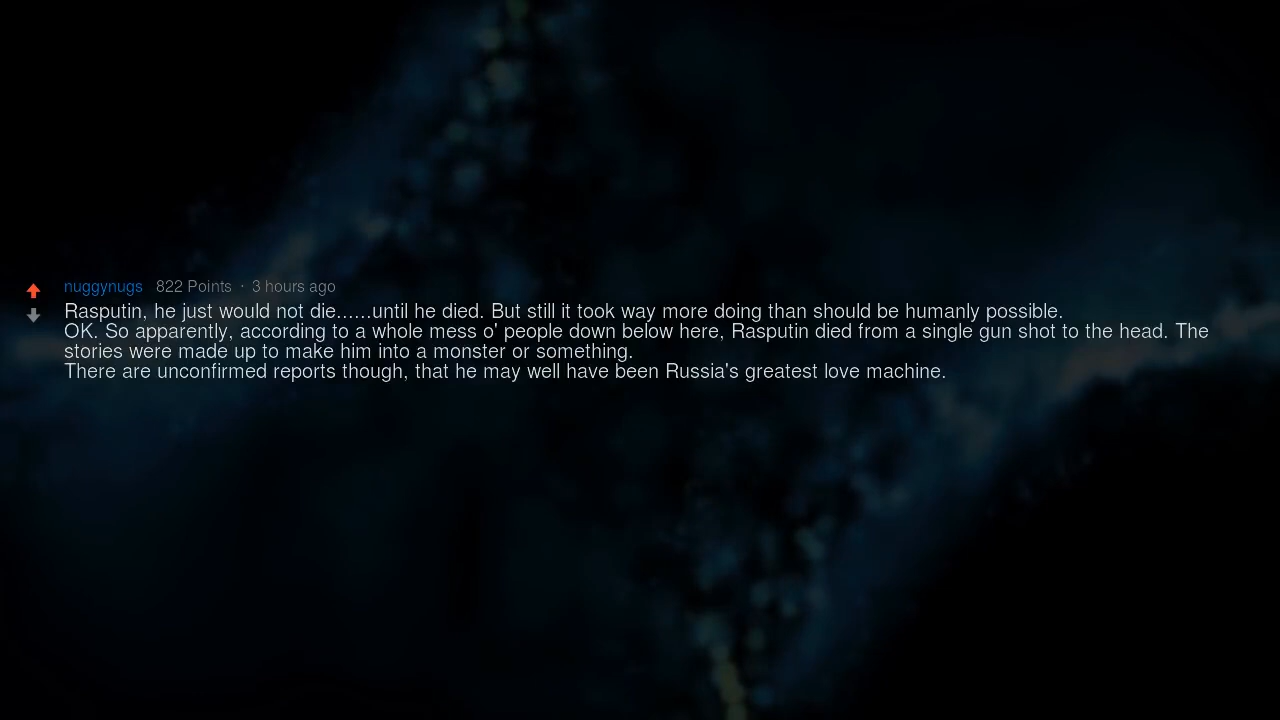 nuggynugs 822 Points · 3 hours ago
Rasputin, he just would not die......until he died. But still it took way more doing than should be humanly possible.
OK. So apparently, according to a whole mess o' people down below here, Rasputin died from a single gun shot to the head. The
stories were made up to make him into a monster or something.
There are unconfirmed reports though, that he may well have been Russia's greatest love machine.